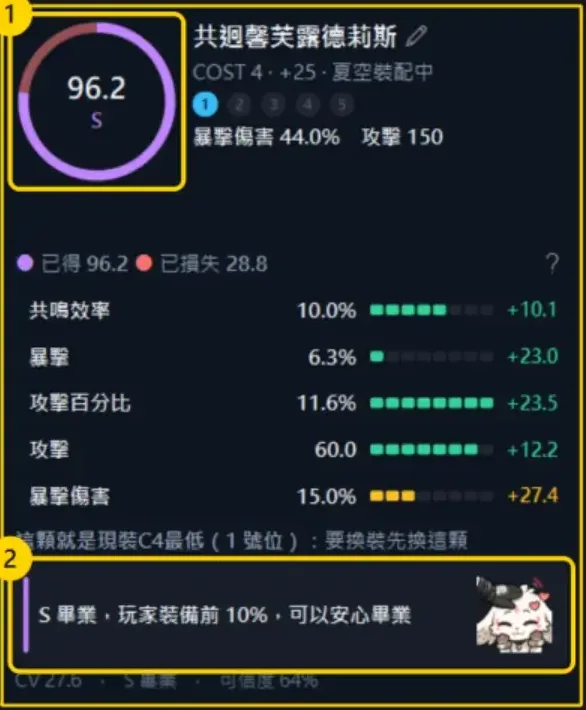 1
共迴馨芙露德莉斯
96.2
S
COST 4 · +25 · 夏空裝配中
1 2 3 4 5
暴擊傷害 44.0% 攻擊 150
已得 96.2 已損失 28.8 ?
共鳴效率 10.0% +10.1
暴擊 6.3% +23.0
攻擊百分比 11.6% +23.5
攻擊 60.0 +12.2
暴擊傷害 15.0% +27.4
這顆就是現裝C4最低（1 號位）：要換裝先換這顆
2
S 畢業，玩家裝備前 10%，可以安心畢業
CV 27.6 · S 畢業 · 可信度 64%